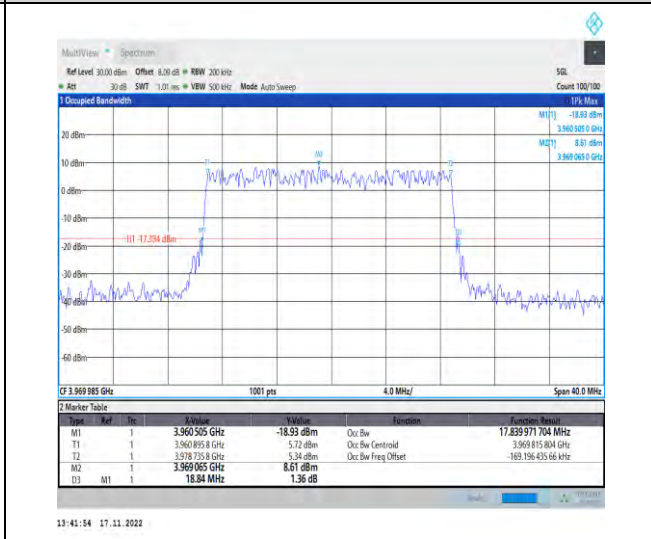 MultiView Spectrum
Ref Level 30.00 dBm Offset 8.09 dB RBW 200 kHz SGL
Att 30 dB SWT 1.01 ms VBW 500 kHz Mode Auto Sweep Count 100/100
1 Occupied Bandwidth 1Pk Max
M1[1] -18.93 dBm
3.960 505 0 GHz
M2[1] 8.61 dBm
3.969 065 0 GHz
20 dBm
M2
10 dBm
T1 T2
0 dBm
-10 dBm
M1
H1 -17.394 dBm
-20 dBm
-30 dBm
-40 dBm
-50 dBm
-60 dBm
CF 3.969 985 GHz 1001 pts 4.0 MHz/ Span 40.0 MHz
2 Marker Table
Type Ref Trc X-Value Y-Value Function Function Result
M1 1 3.960 505 GHz -18.93 dBm Occ Bw 17.839 971 704 MHz
T1 1 3.960 895 8 GHz 5.72 dBm Occ Bw Centroid 3.969 815 804 GHz
T2 1 3.978 735 8 GHz 5.34 dBm Occ Bw Freq Offset -169.196 435 66 kHz
M2 1 3.969 065 GHz 8.61 dBm
D3 M1 1 18.84 MHz 1.36 dB
13:41:54 17.11.2022